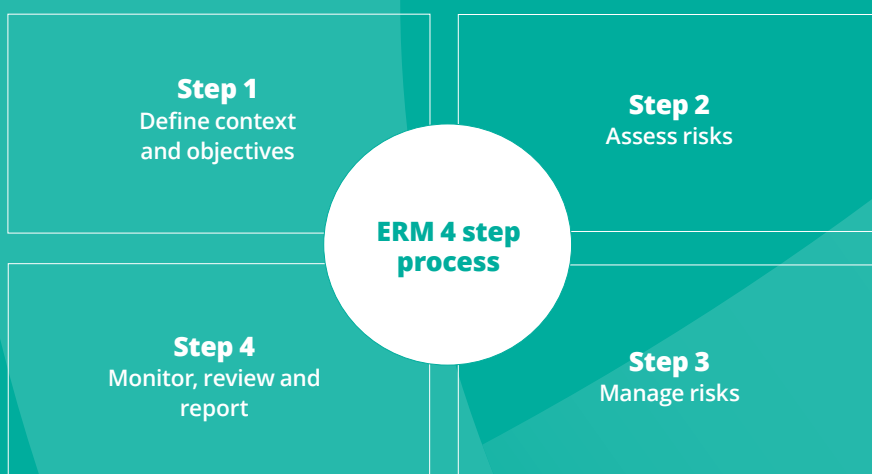 Step 1
Define context
and objectives
Step 2
Assess risks
ERM 4 step
process
Step 3
Manage risks
Step 4
Monitor, review and
report